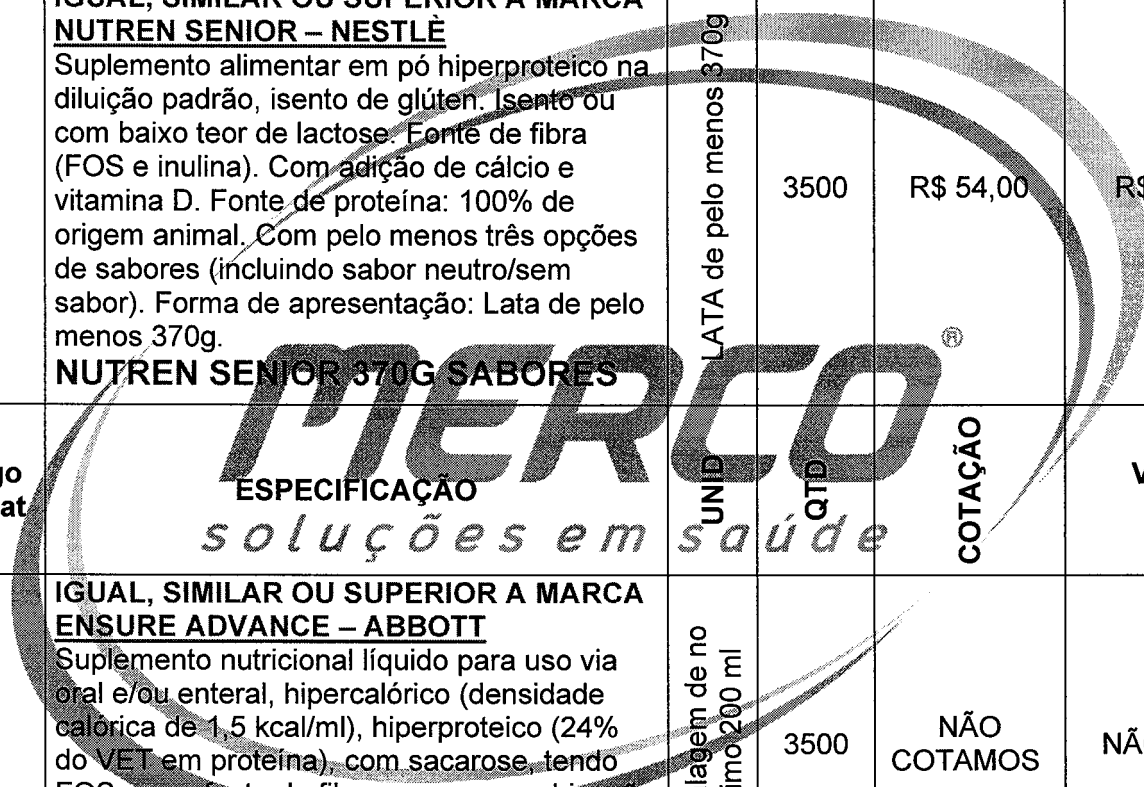 IGUAL, SIMILAR OU SUPERIOR A MARCA
NUTREN SENIOR – NESTLÈ
Suplemento alimentar em pó hiperproteico na
diluição padrão, isento de glúten. Isento ou
com baixo teor de lactose. Fonte de fibra
(FOS e inulina). Com adição de cálcio e
vitamina D. Fonte de proteína: 100% de
origem animal. Com pelo menos três opções
de sabores (incluindo sabor neutro/sem
sabor). Forma de apresentação: Lata de pelo
menos 370g.
NUTREN SENIOR 370G SABORES
LATA de pelo menos 370g
3500
R$ 54,00
R$
MERCO®
soluções em saúde
ESPECIFICAÇÃO
UNID
QTD
COTAÇÃO
IGUAL, SIMILAR OU SUPERIOR A MARCA
ENSURE ADVANCE – ABBOTT
Suplemento nutricional líquido para uso via
oral e/ou enteral, hipercalórico (densidade
calórica de 1,5 kcal/ml), hiperproteico (24%
do VET em proteína), com sacarose, tendo
de no
200 ml
3500
NÃO
COTAMOS